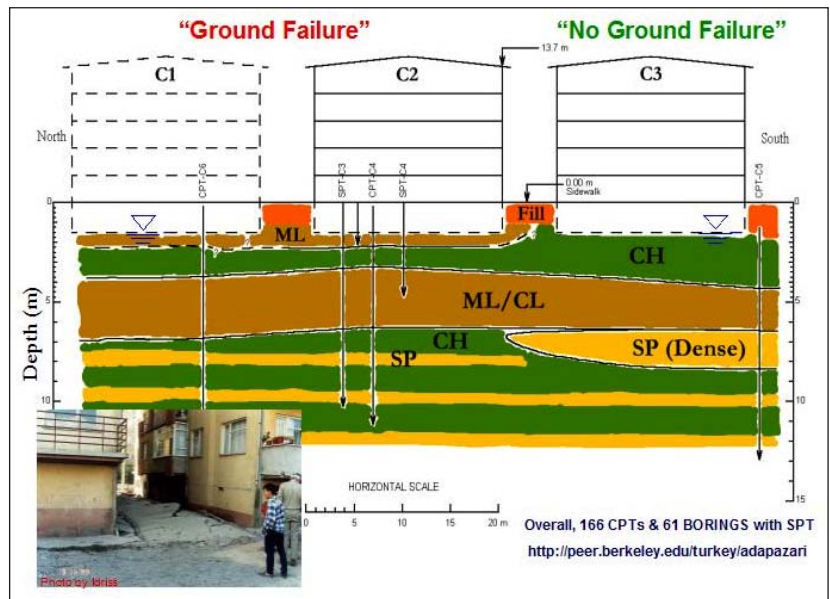 “Ground Failure”
“No Ground Failure”
13.7 m
C1
C2
C3
North
South
CPT-C6
SPT-C3
CPT-C4
SPT-C4
CPT-C5
0.00 m
Sidewalk
0
0
Fill
ML
CH
5
ML/CL
5
CH
SP
SP (Dense)
10
10
15
Depth (m)
HORIZONTAL SCALE
0 5 10 20 m
Overall, 166 CPTs & 61 BORINGS with SPT
http://peer.berkeley.edu/turkey/adapazari
Photo by Idriss